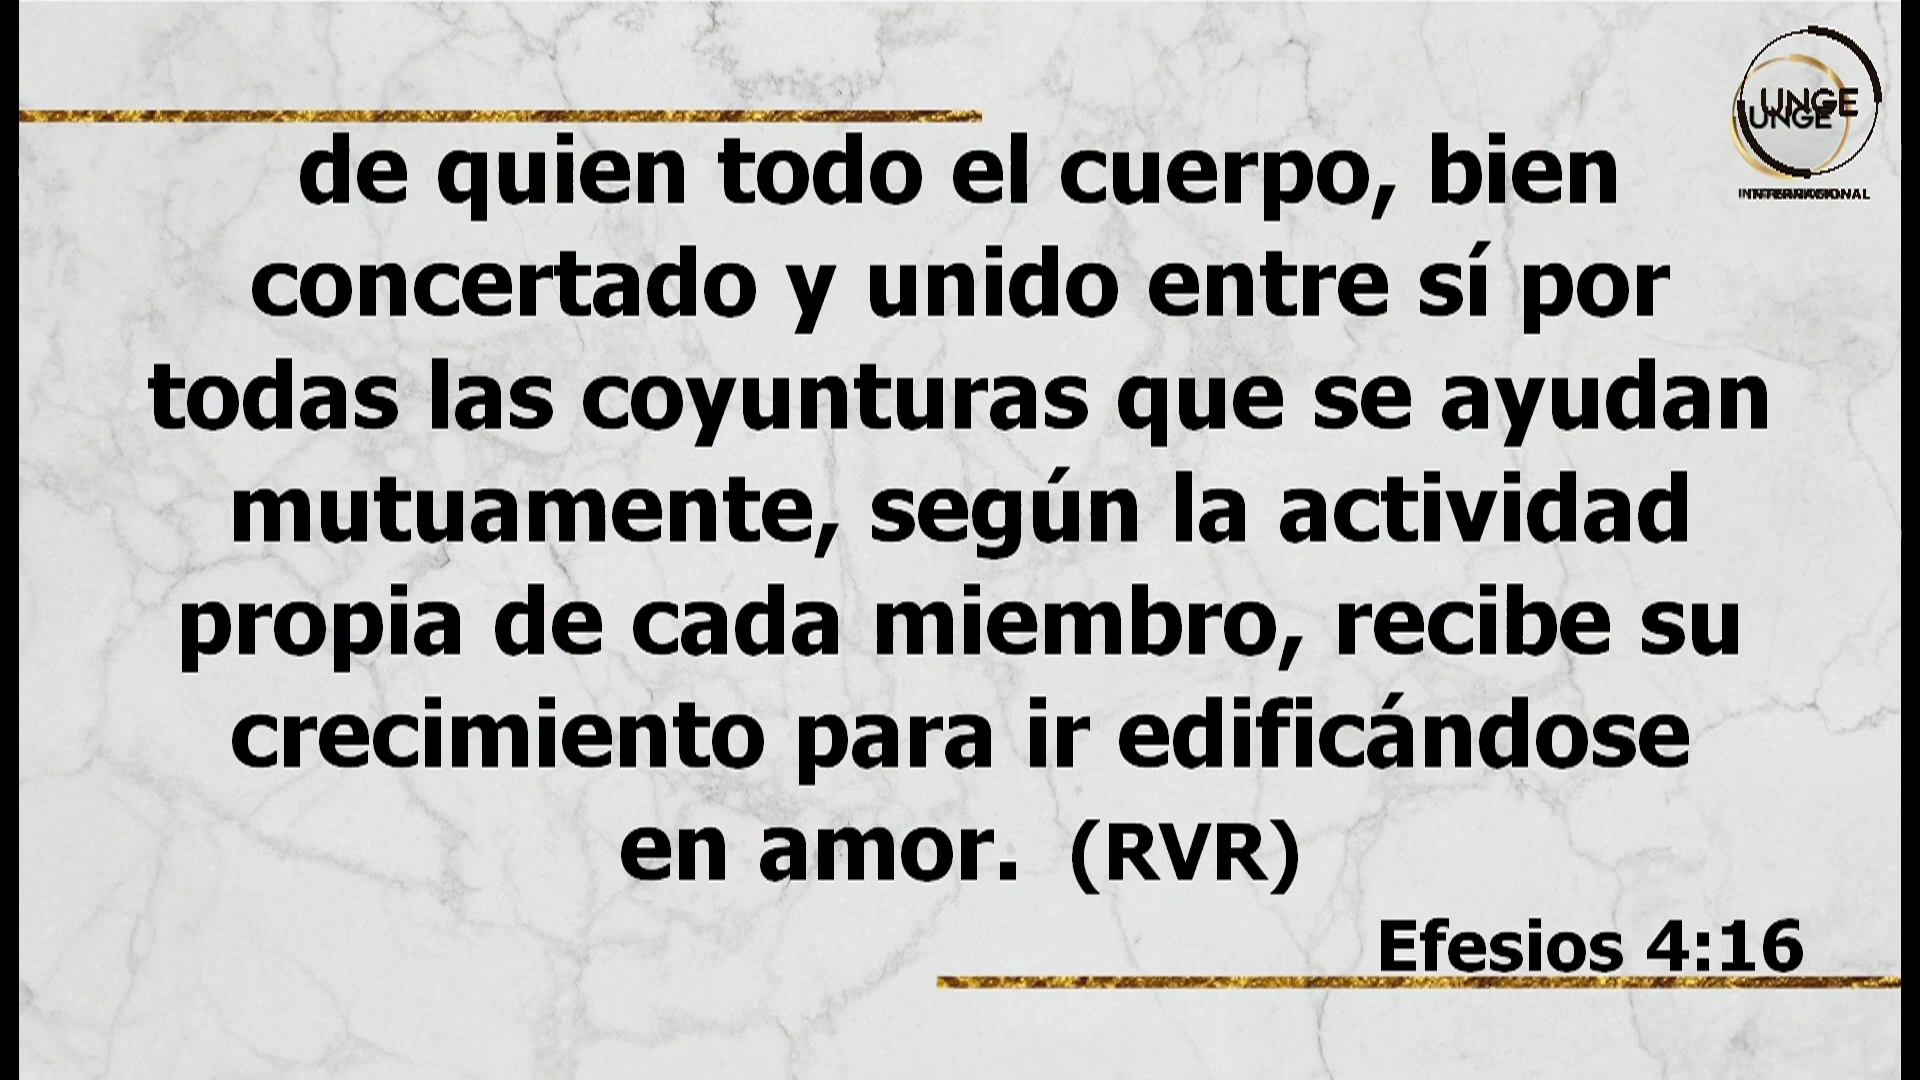 UNGE
UNGE
INTERNACIONAL
de quien todo el cuerpo, bien
concertado y unido entre sí por
todas las coyunturas que se ayudan
mutuamente, según la actividad
propia de cada miembro, recibe su
crecimiento para ir edificándose
en amor. (RVR)
Efesios 4:16